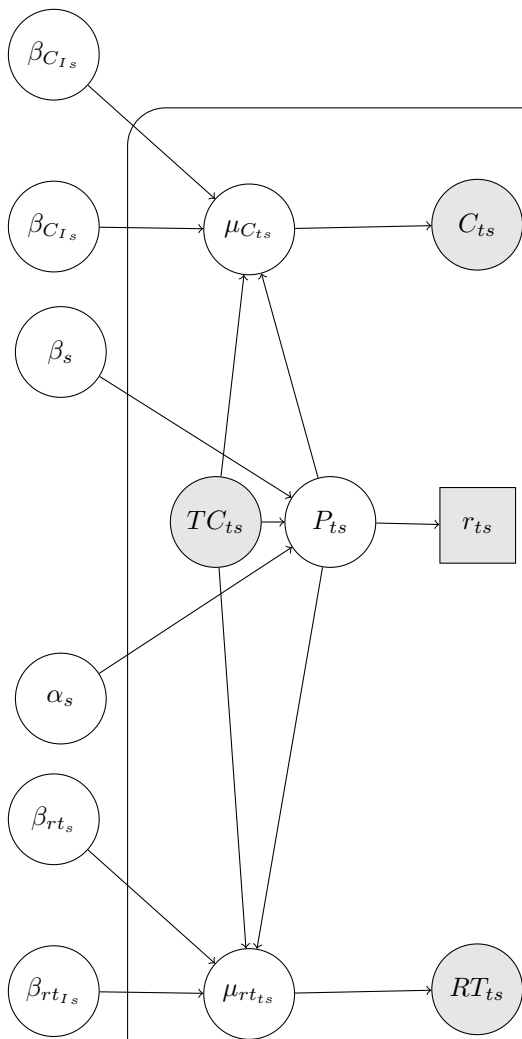 β_{C_{I_s}}
β_{C_{I_s}}
μ_{C_{ts}}
C_{ts}
β_s
TC_{ts}
P_{ts}
r_{ts}
α_s
β_{rt_s}
β_{rt_{I_s}}
μ_{rt_{ts}}
RT_{ts}